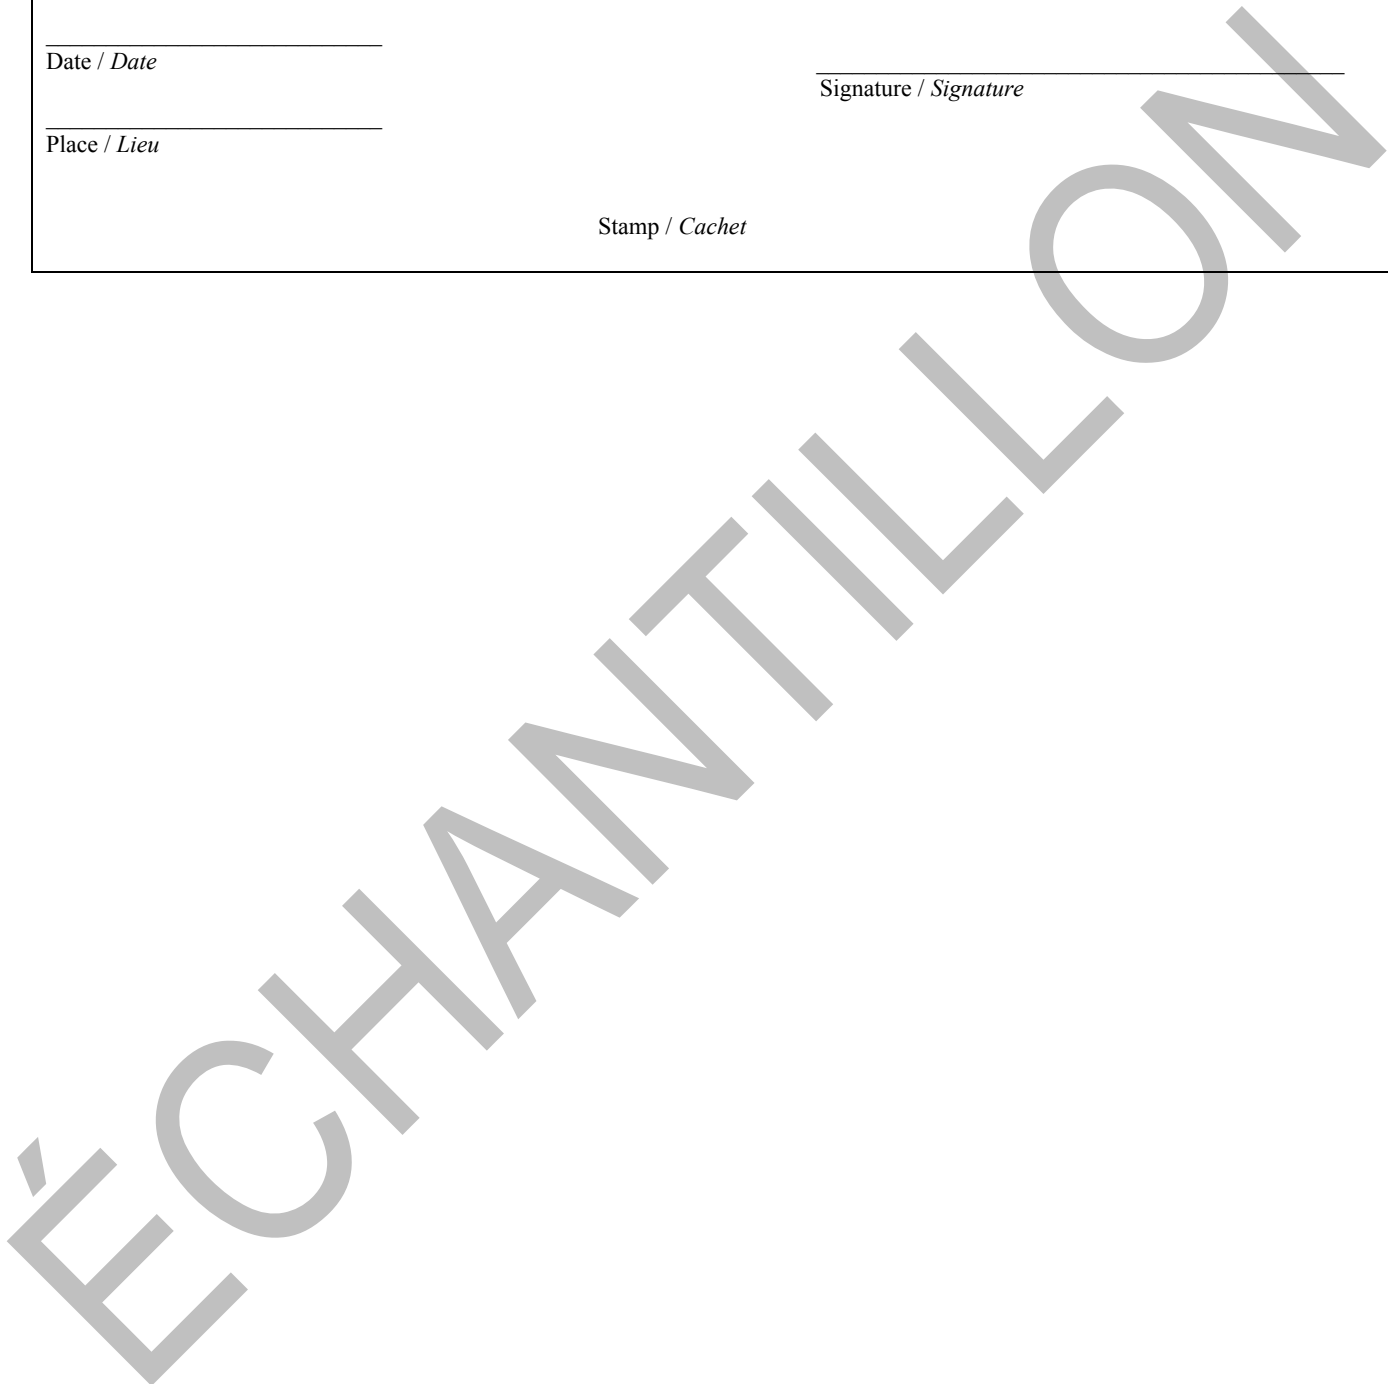 Date / Date
Signature / Signature
Place / Lieu
Stamp / Cachet
ÉCHANTILLON